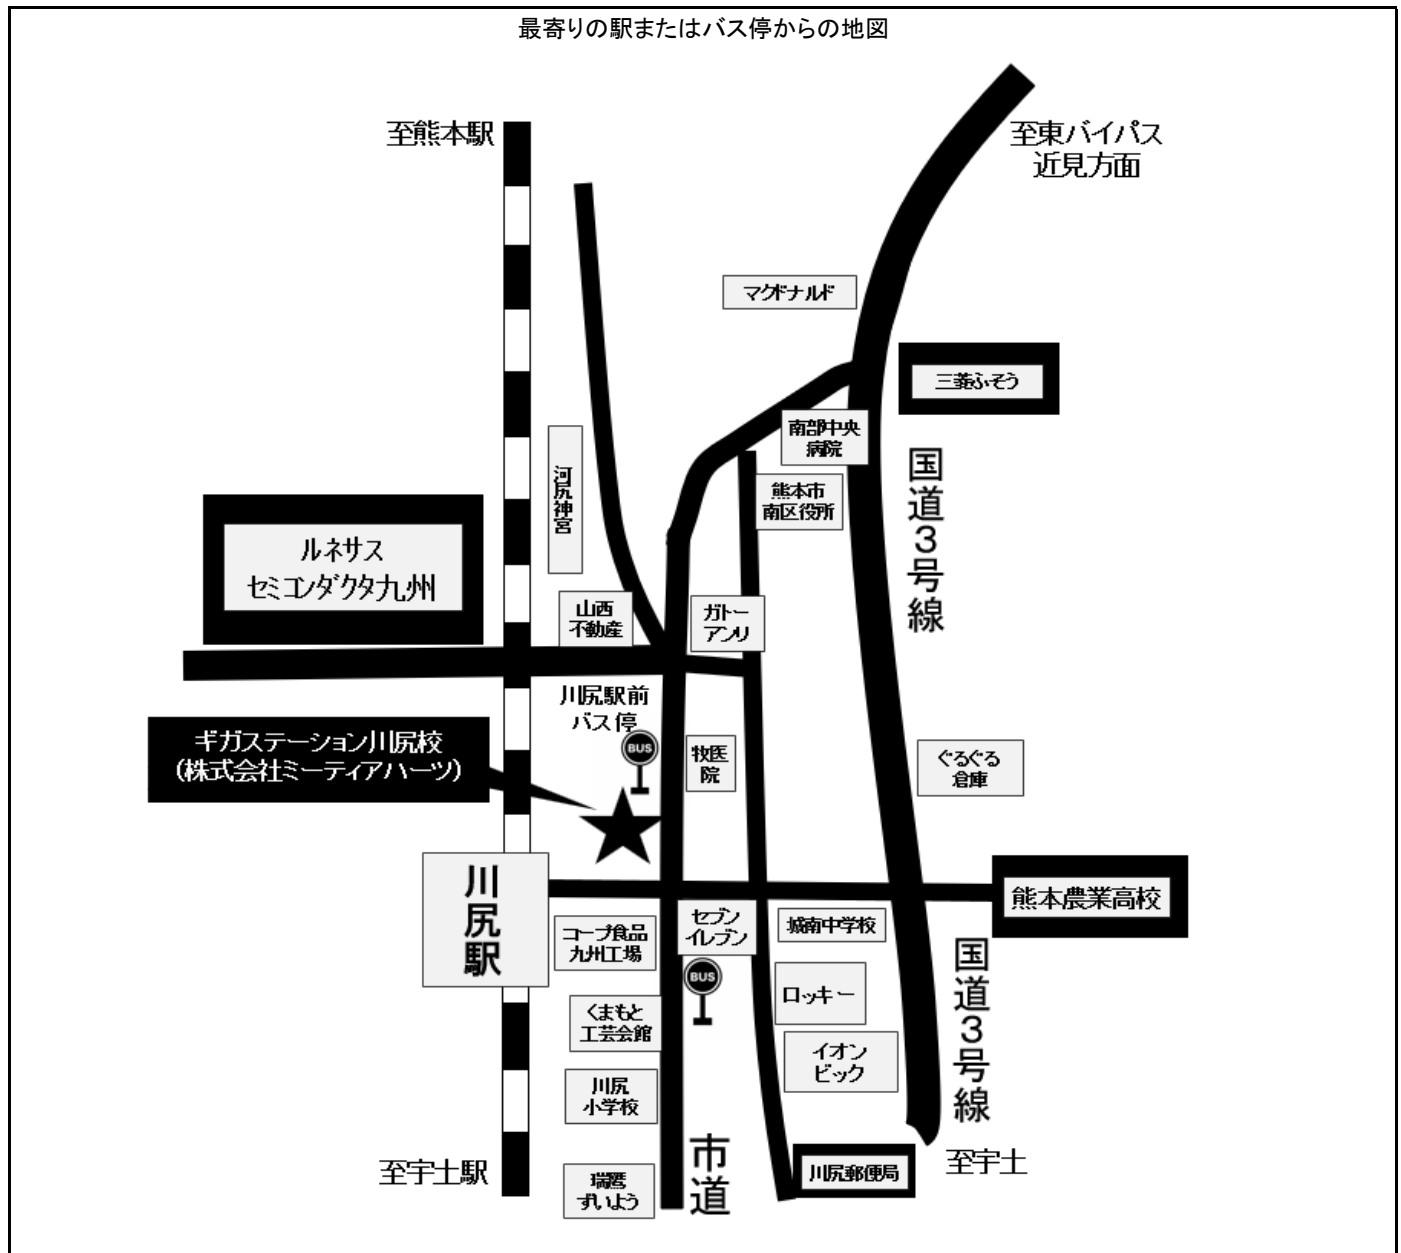 最寄りの駅またはバス停からの地図
至熊本駅
至東バイパス
近見方面
マクドナルド
三菱ふそう
南部中央
病院
国道3号線
河尻神宮
熊本市
南区役所
ルネサス
セミコンダクタ九州
山西
不動産
ガトー
アンリ
川尻駅前
バス停
BUS
ギガステーション川尻校
(株式会社ミーティアハーツ)
牧医
院
ぐるぐる
倉庫
川尻駅
熊本農業高校
セブン
イレブン
城南中学校
コープ食品
九州工場
国道3号線
BUS
ロッキー
くまもと
工芸会館
イオン
ビック
川尻
小学校
市道
至宇土駅
至宇土
川尻郵便局
瑞鷹
ずいよう